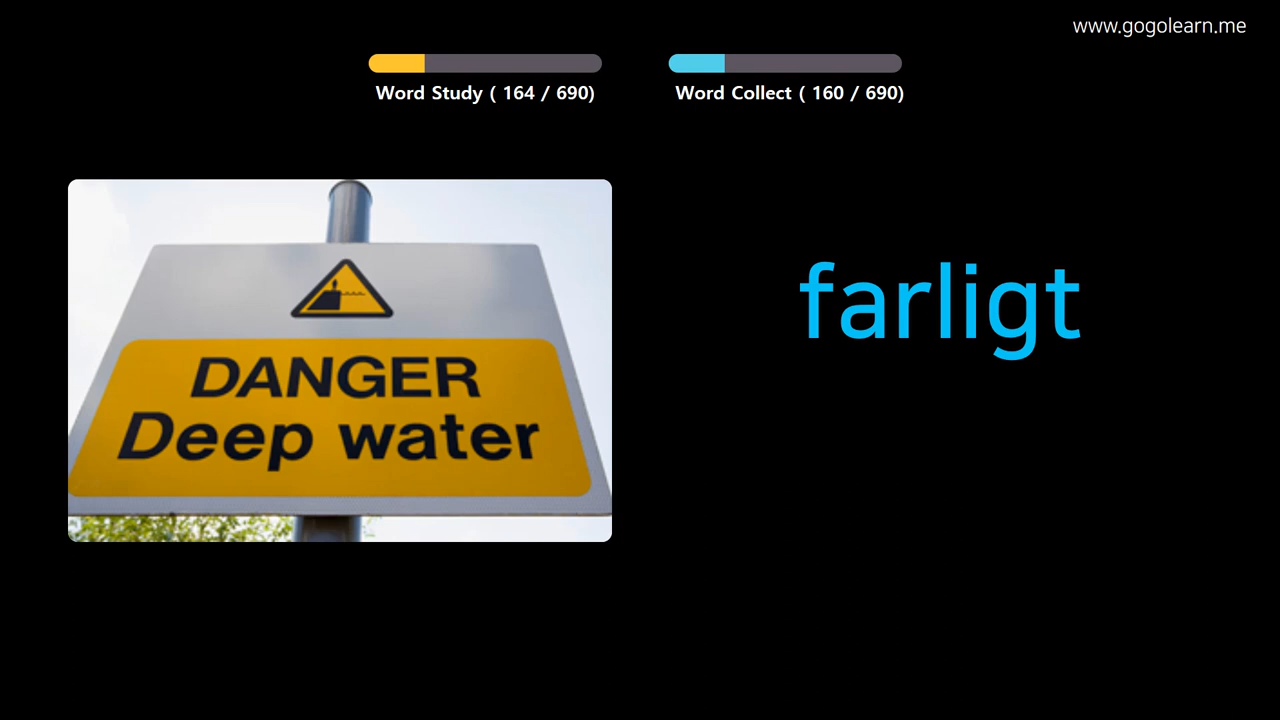 www.gogolearn.me
Word Study ( 164 / 690)
Word Collect ( 160 / 690)
DANGER
Deep water
farligt